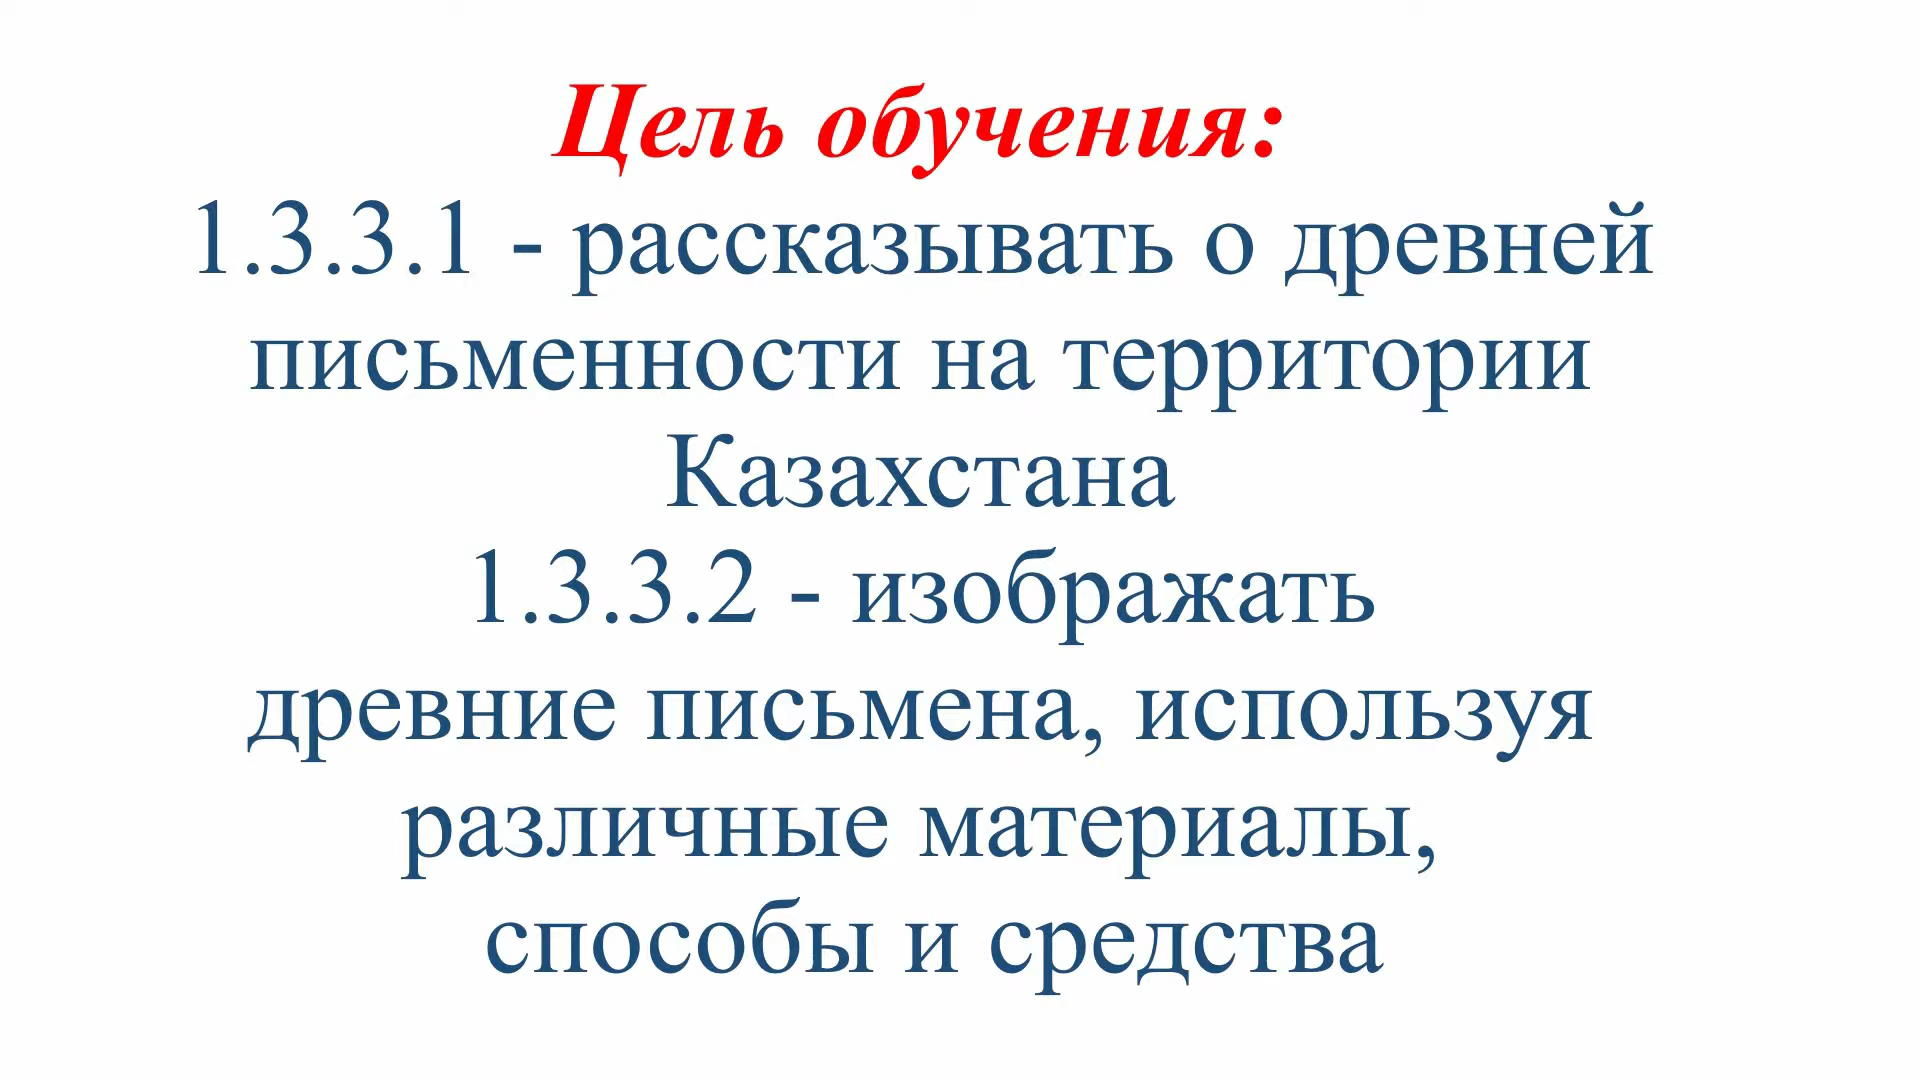 Цель обучения:
1.3.3.1 - рассказывать о древней
письменности на территории
Казахстана
1.3.3.2 - изображать
древние письмена, используя
различные материалы,
способы и средства